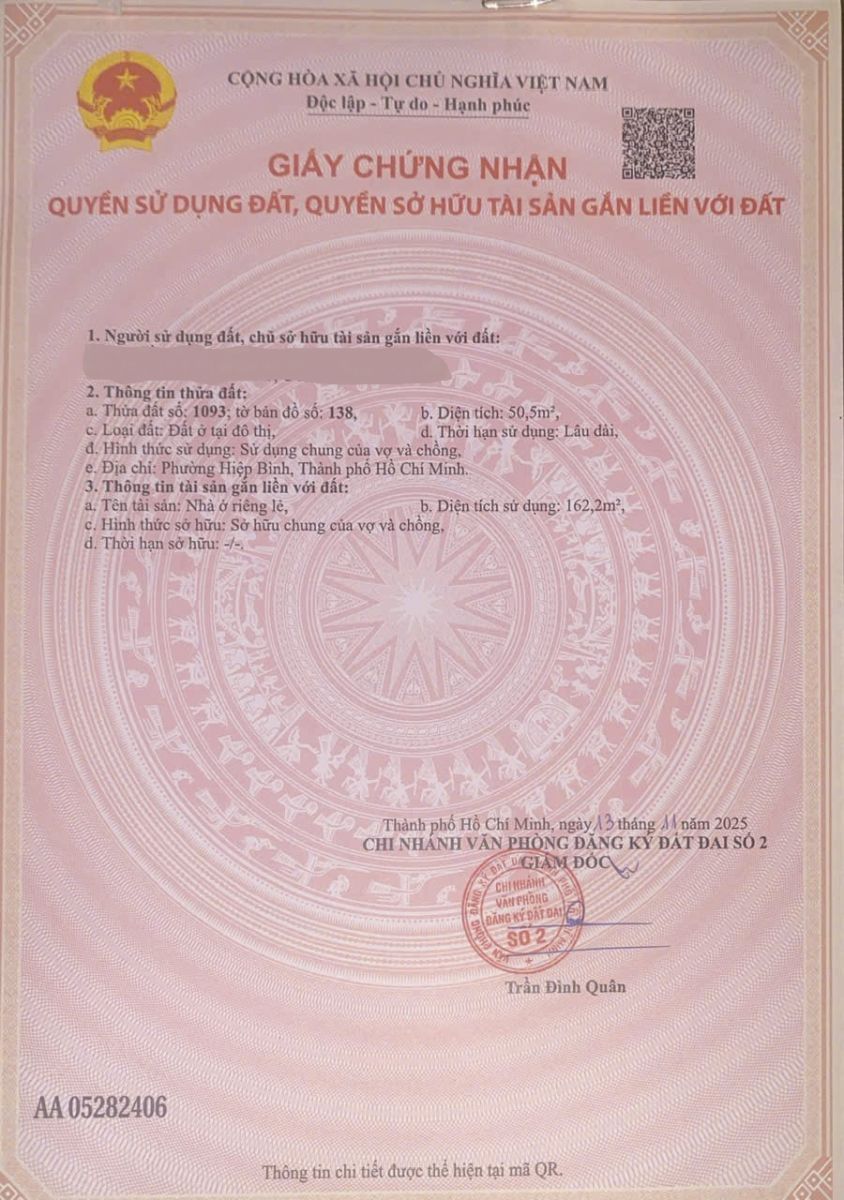 CỘNG HÒA XÃ HỘI CHỦ NGHĨA VIỆT NAM
Độc lập - Tự do - Hạnh phúc
GIẤY CHỨNG NHẬN
QUYỀN SỬ DỤNG ĐẤT, QUYỀN SỞ HỮU TÀI SẢN GẮN LIỀN VỚI ĐẤT
1. Người sử dụng đất, chủ sở hữu tài sản gắn liền với đất:
2. Thông tin thửa đất:
a. Thửa đất số: 1093; tờ bản đồ số: 138, b. Diện tích: 50,5m²,
c. Loại đất: Đất ở tại đô thị, d. Thời hạn sử dụng: Lâu dài,
đ. Hình thức sử dụng: Sử dụng chung của vợ và chồng,
e. Địa chỉ: Phường Hiệp Bình, Thành phố Hồ Chí Minh.
3. Thông tin tài sản gắn liền với đất:
a. Tên tài sản: Nhà ở riêng lẻ, b. Diện tích sử dụng: 162,2m²,
c. Hình thức sở hữu: Sở hữu chung của vợ và chồng,
d. Thời hạn sở hữu: -/-.
Thành phố Hồ Chí Minh, ngày 13 tháng 11 năm 2025
CHI NHÁNH VĂN PHÒNG ĐĂNG KÝ ĐẤT ĐAI SỐ 2
GIÁM ĐỐC
CHI NHÁNH
VĂN PHÒNG
ĐĂNG KÝ ĐẤT ĐAI
SỐ 2
Trần Đình Quân
AA 05282406
Thông tin chi tiết được thể hiện tại mã QR.